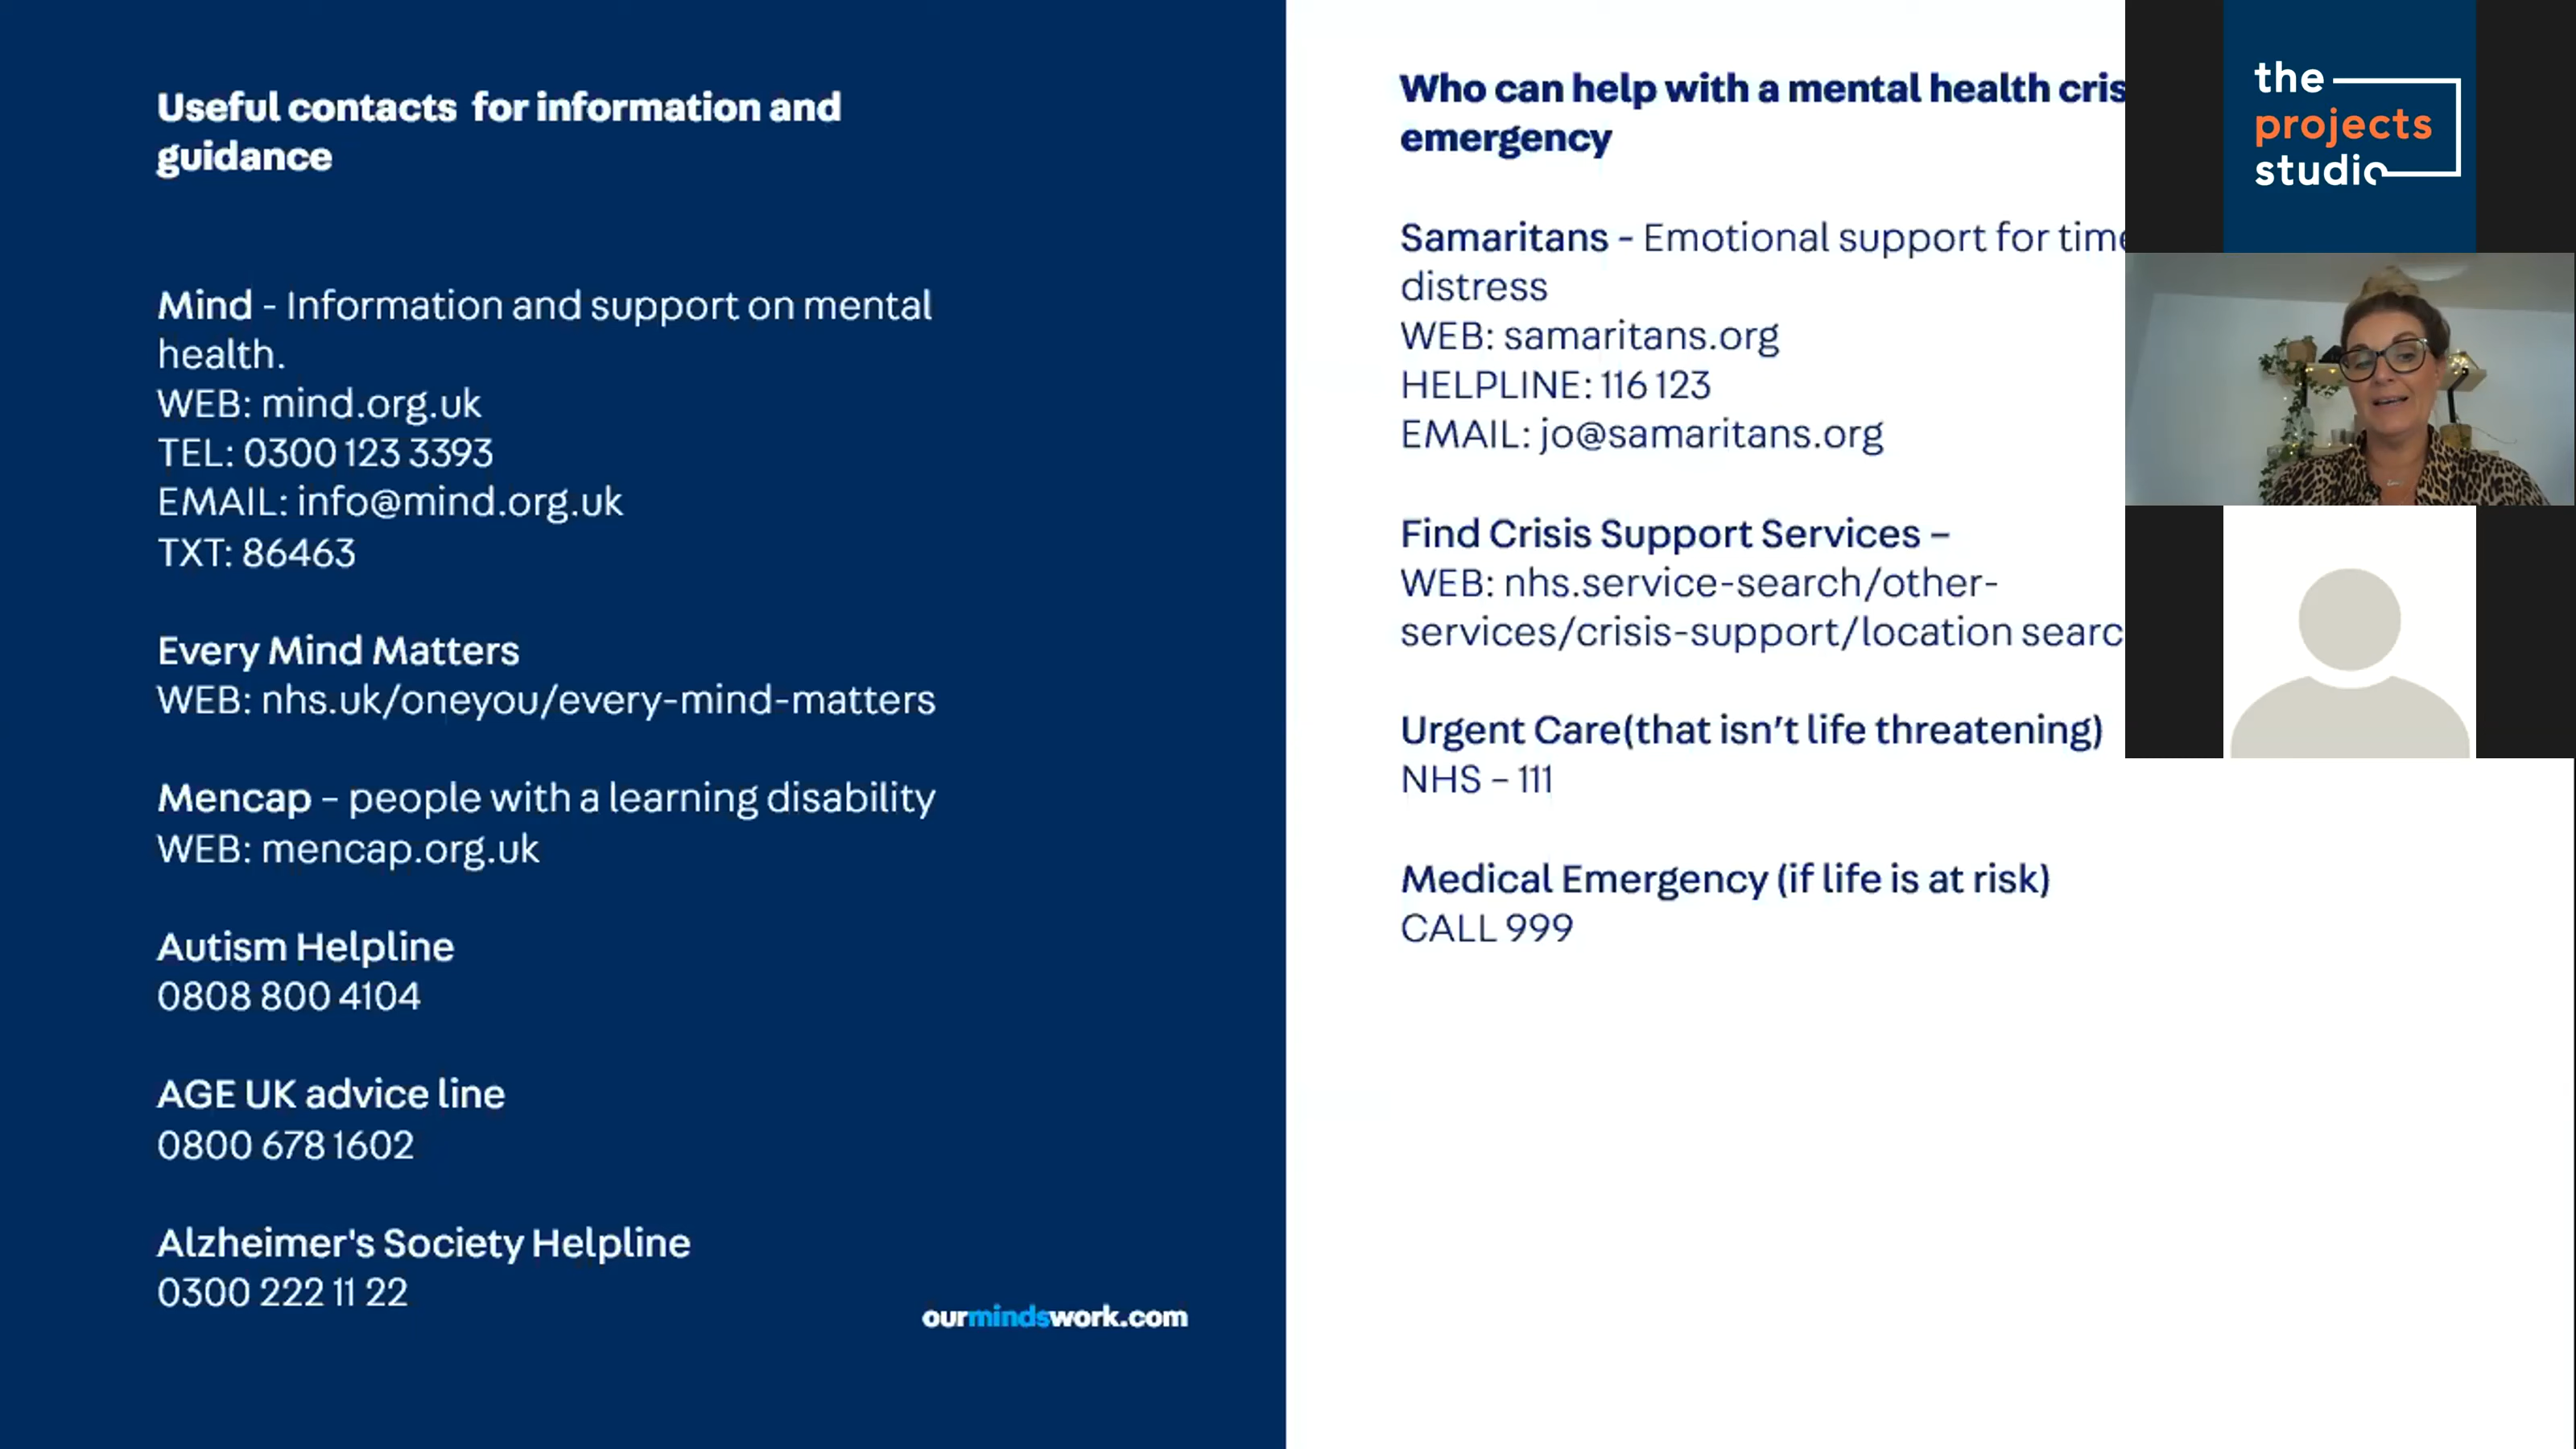 Useful contacts for information and
guidance
Mind - Information and support on mental
health.
WEB: mind.org.uk
TEL: 0300 123 3393
EMAIL: info@mind.org.uk
TXT: 86463
Every Mind Matters
WEB: nhs.uk/oneyou/every-mind-matters
Mencap – people with a learning disability
WEB: mencap.org.uk
Autism Helpline
0808 800 4104
AGE UK advice line
0800 678 1602
Alzheimer's Society Helpline
0300 222 11 22
ourmindswork.com
Who can help with a mental health
emergency
Samaritans - Emotional support for
distress
WEB: samaritans.org
HELPLINE: 116 123
EMAIL: jo@samaritans.org
Find Crisis Support Services –
WEB: nhs.service-search/other-
services/crisis-support/location
Urgent Care(that isn’t life threatening)
NHS – 111
Medical Emergency (if life is at risk)
CALL 999
the
projects
studio